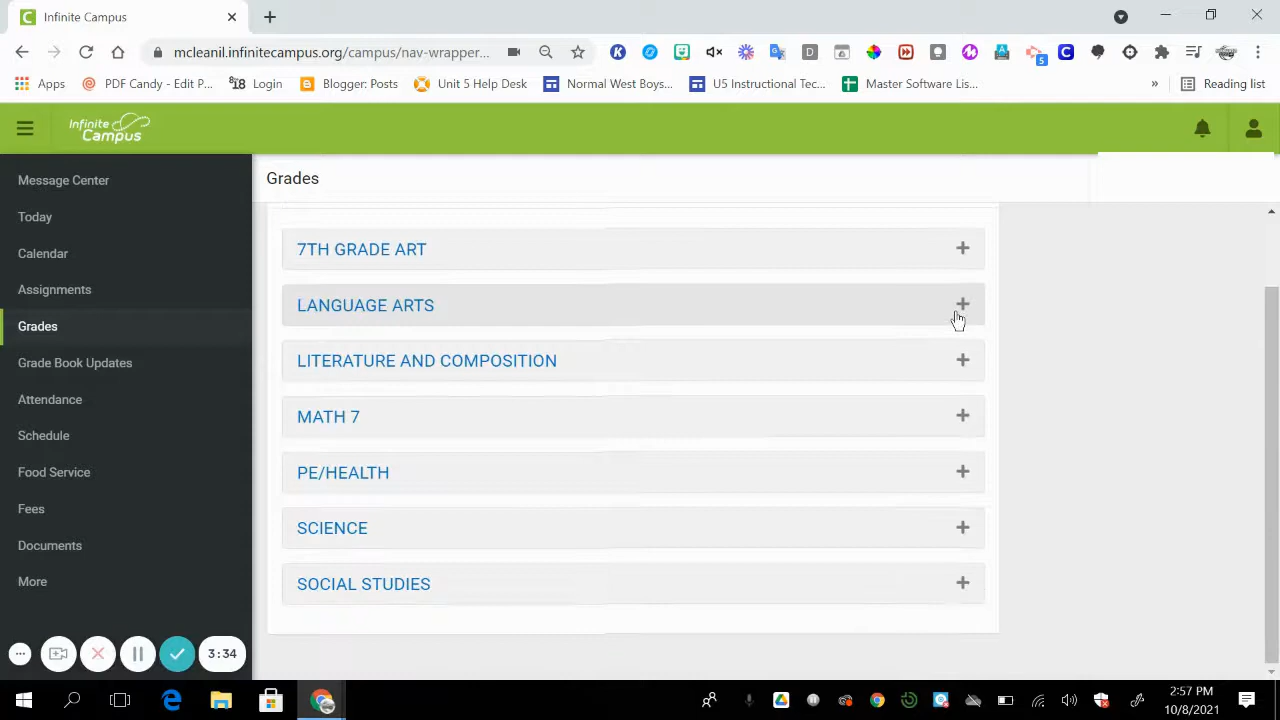 Infinite Campus
mcleanil.infinitecampus.org/campus/nav-wrapper...
5
Apps
PDF Candy - Edit P...
Login
Blogger: Posts
Unit 5 Help Desk
Normal West Boys...
U5 Instructional Tec...
Master Software Lis...
»
Reading list
Infinite
Campus
Message Center
Today
Calendar
Assignments
Grades
Grade Book Updates
Attendance
Schedule
Food Service
Fees
Documents
More
Grades
7TH GRADE ART
LANGUAGE ARTS
LITERATURE AND COMPOSITION
MATH 7
PE/HEALTH
SCIENCE
SOCIAL STUDIES
3:34
2:57 PM
10/8/2021